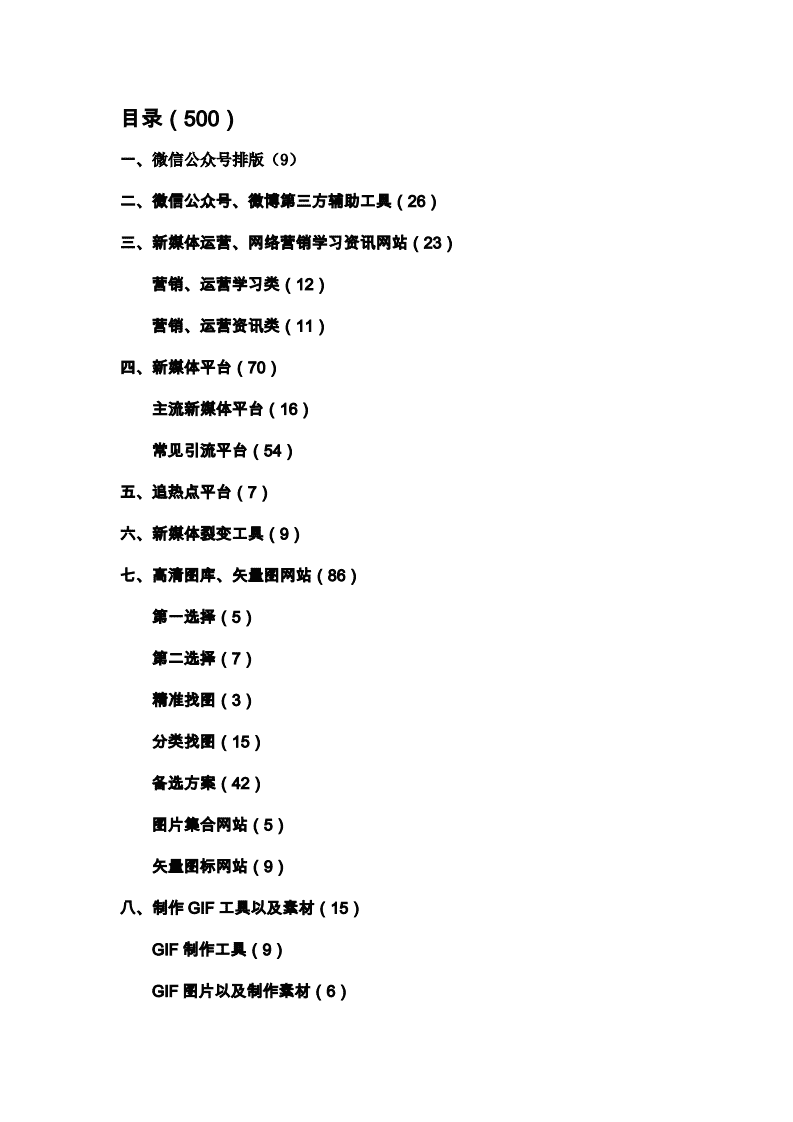 目录（500）
一、微信公众号排版（9）
二、微信公众号、微博第三方辅助工具（26）
三、新媒体运营、网络营销学习资讯网站（23）
营销、运营学习类（12）
营销、运营资讯类（11）
四、新媒体平台（70）
主流新媒体平台（16）
常见引流平台（54）
五、追热点平台（7）
六、新媒体裂变工具（9）
七、高清图库、矢量图网站（86）
第一选择（5）
第二选择（7）
精准找图（3）
分类找图（15）
备选方案（42）
图片集合网站（5）
矢量图标网站（9）
八、制作 GIF 工具以及素材（15）
GIF 制作工具（9）
GIF 图片以及制作素材（6）